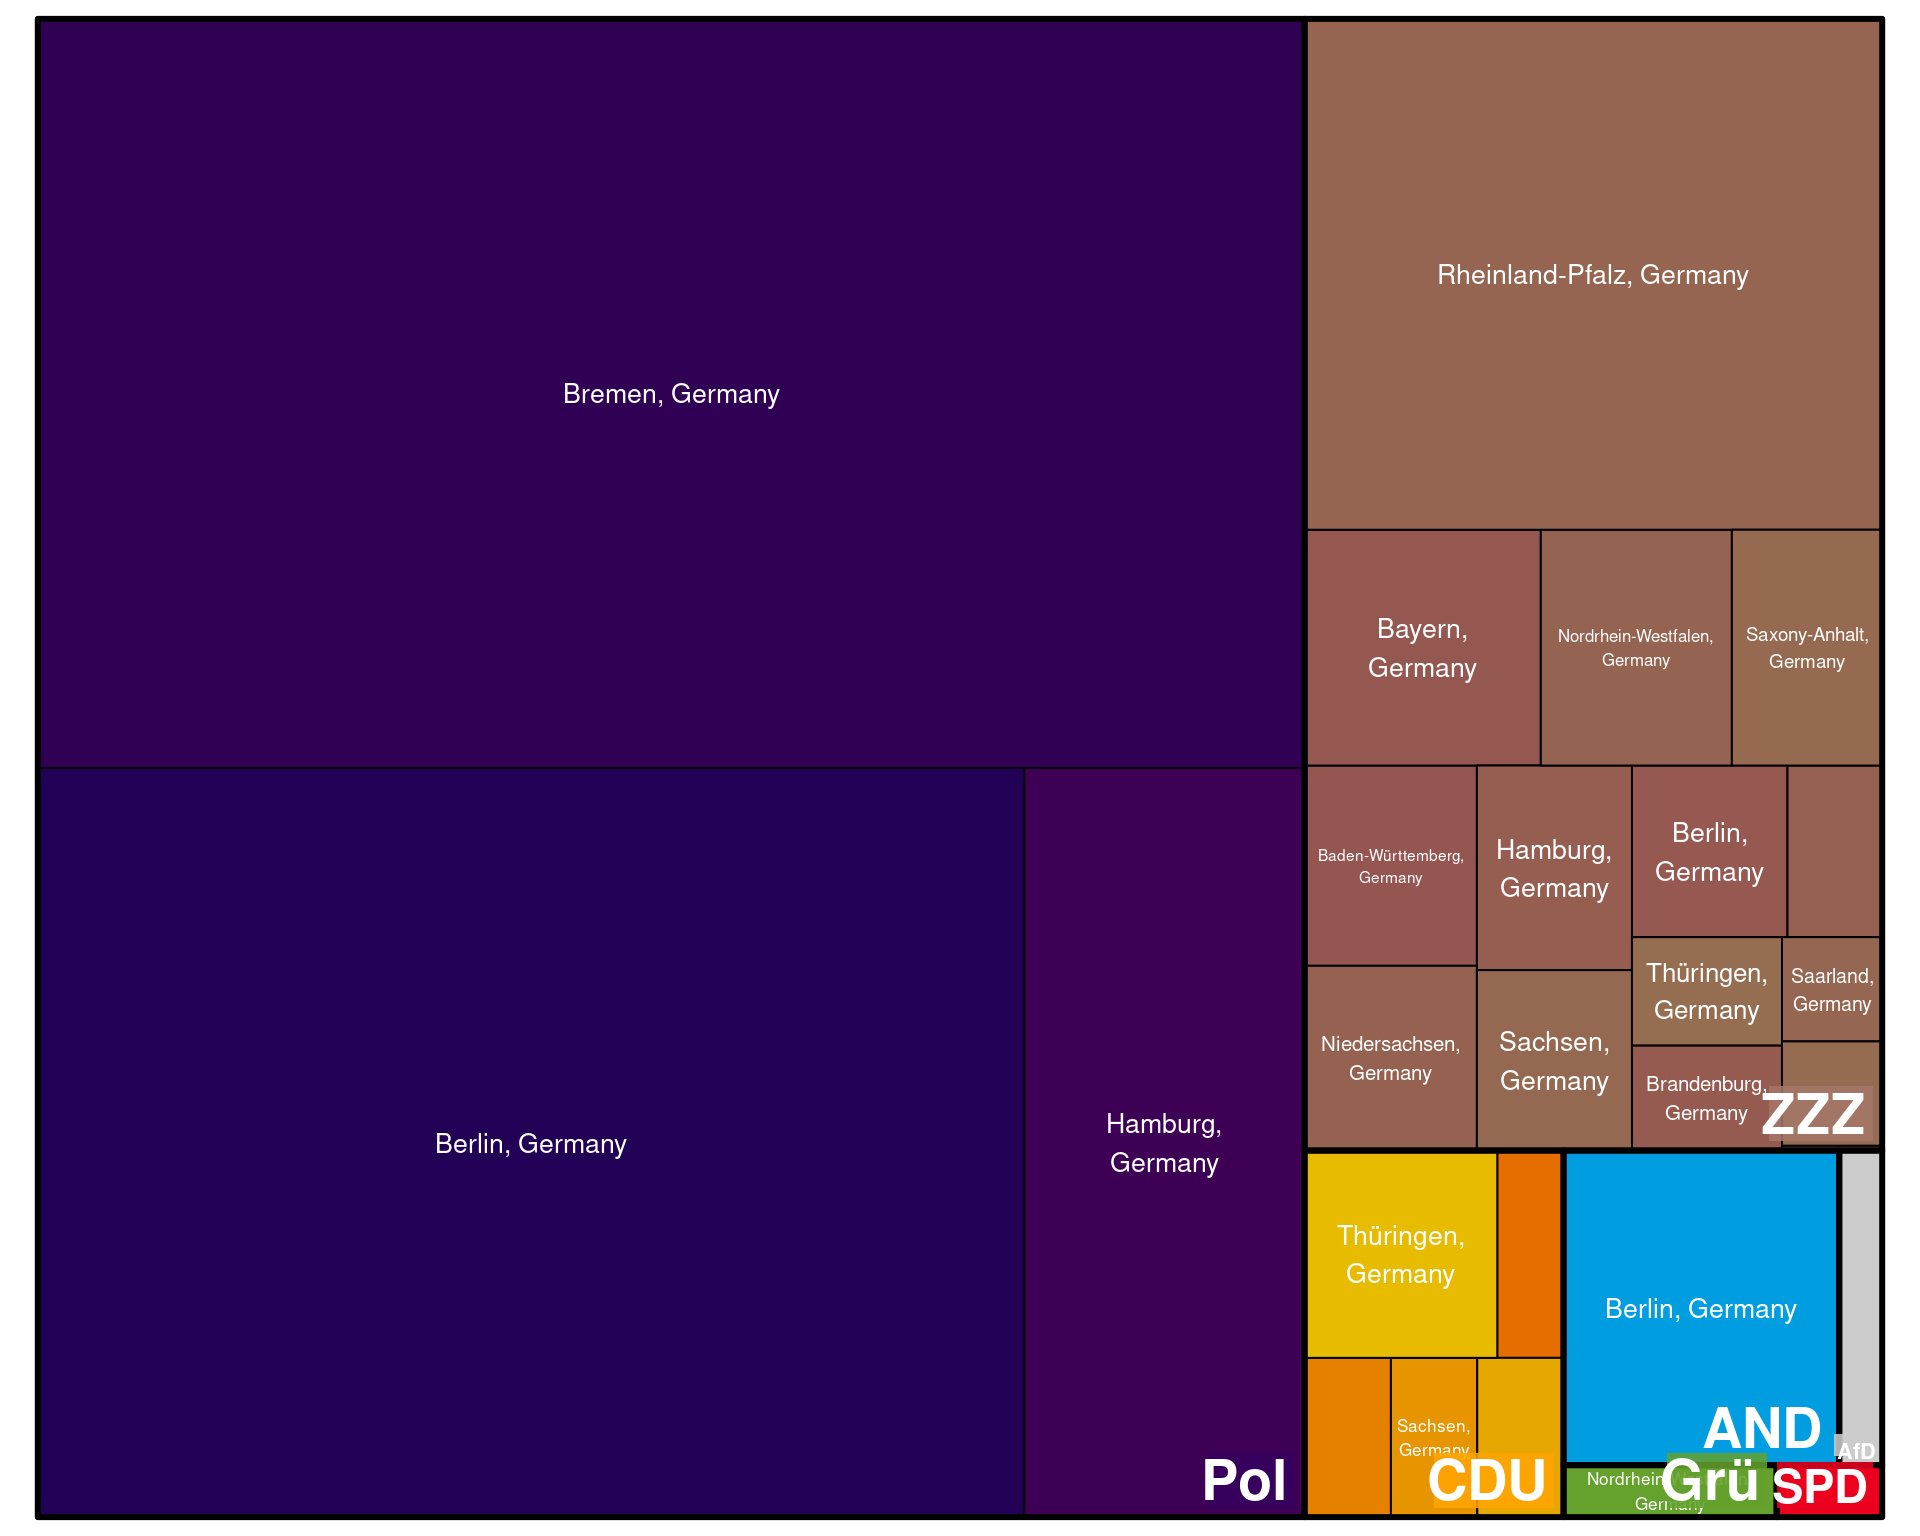 Bremen, Germany
Berlin, Germany
Hamburg,
Germany
Pol
Rheinland-Pfalz, Germany
Bayern,
Germany
Nordrhein-Westfalen,
Germany
Saxony-Anhalt,
Germany
Baden-Württemberg,
Germany
Hamburg,
Germany
Berlin,
Germany
Niedersachsen,
Germany
Sachsen,
Germany
Thüringen,
Germany
Saarland,
Germany
Brandenburg,
Germany
ZZZ
Thüringen,
Germany
Sachsen,
Germany
CDU
Berlin, Germany
AND
AfD
Germany
Grü
SPD